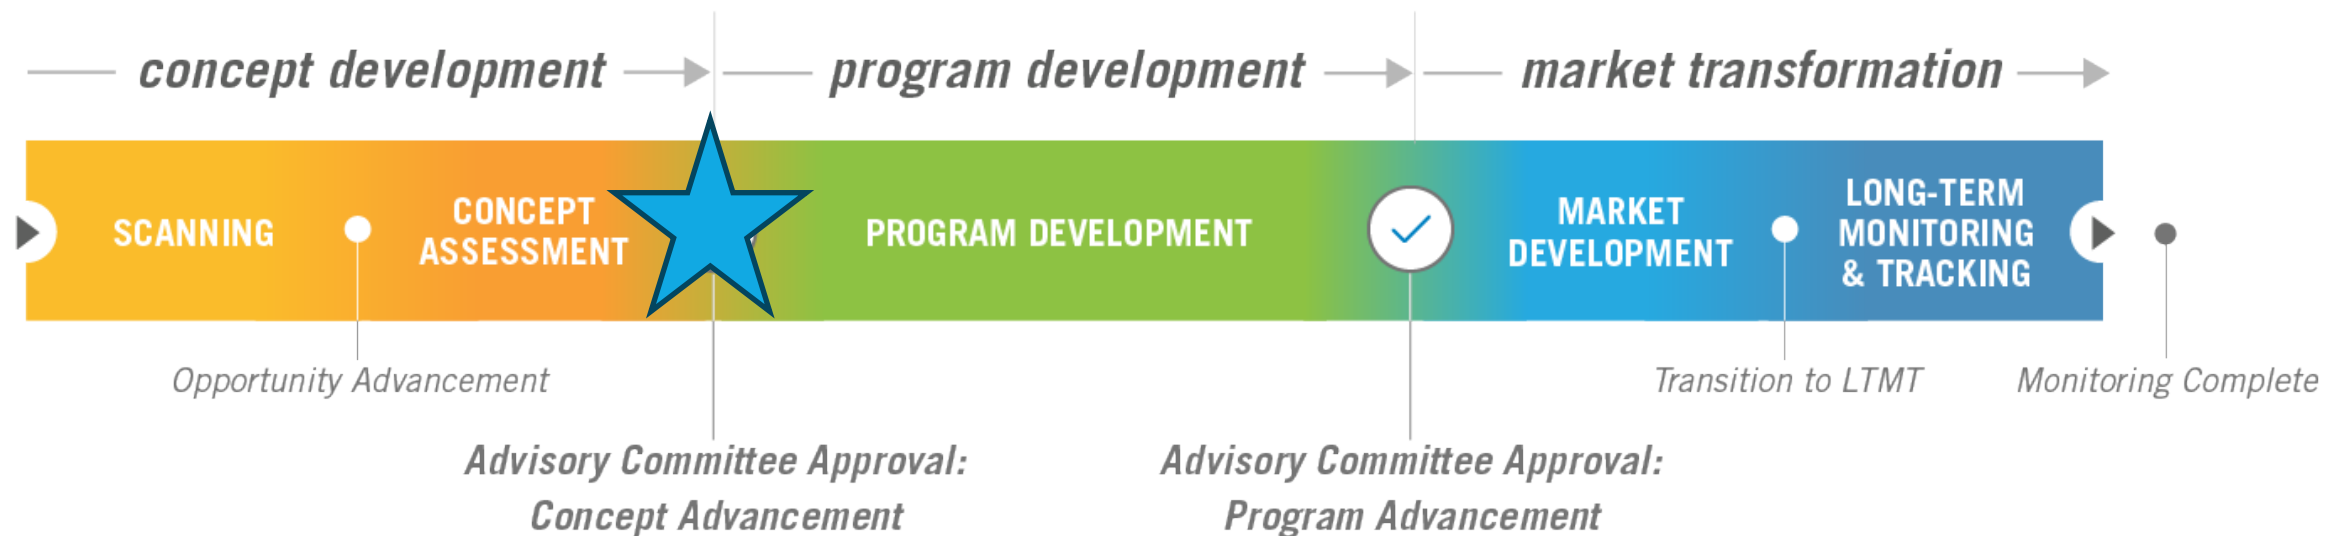 concept development
program development
market transformation
SCANNING
CONCEPT
ASSESSMENT
PROGRAM DEVELOPMENT
MARKET
DEVELOPMENT
LONG-TERM
MONITORING
& TRACKING
Opportunity Advancement
Transition to LTMT
Monitoring Complete
Advisory Committee Approval:
Concept Advancement
Advisory Committee Approval:
Program Advancement